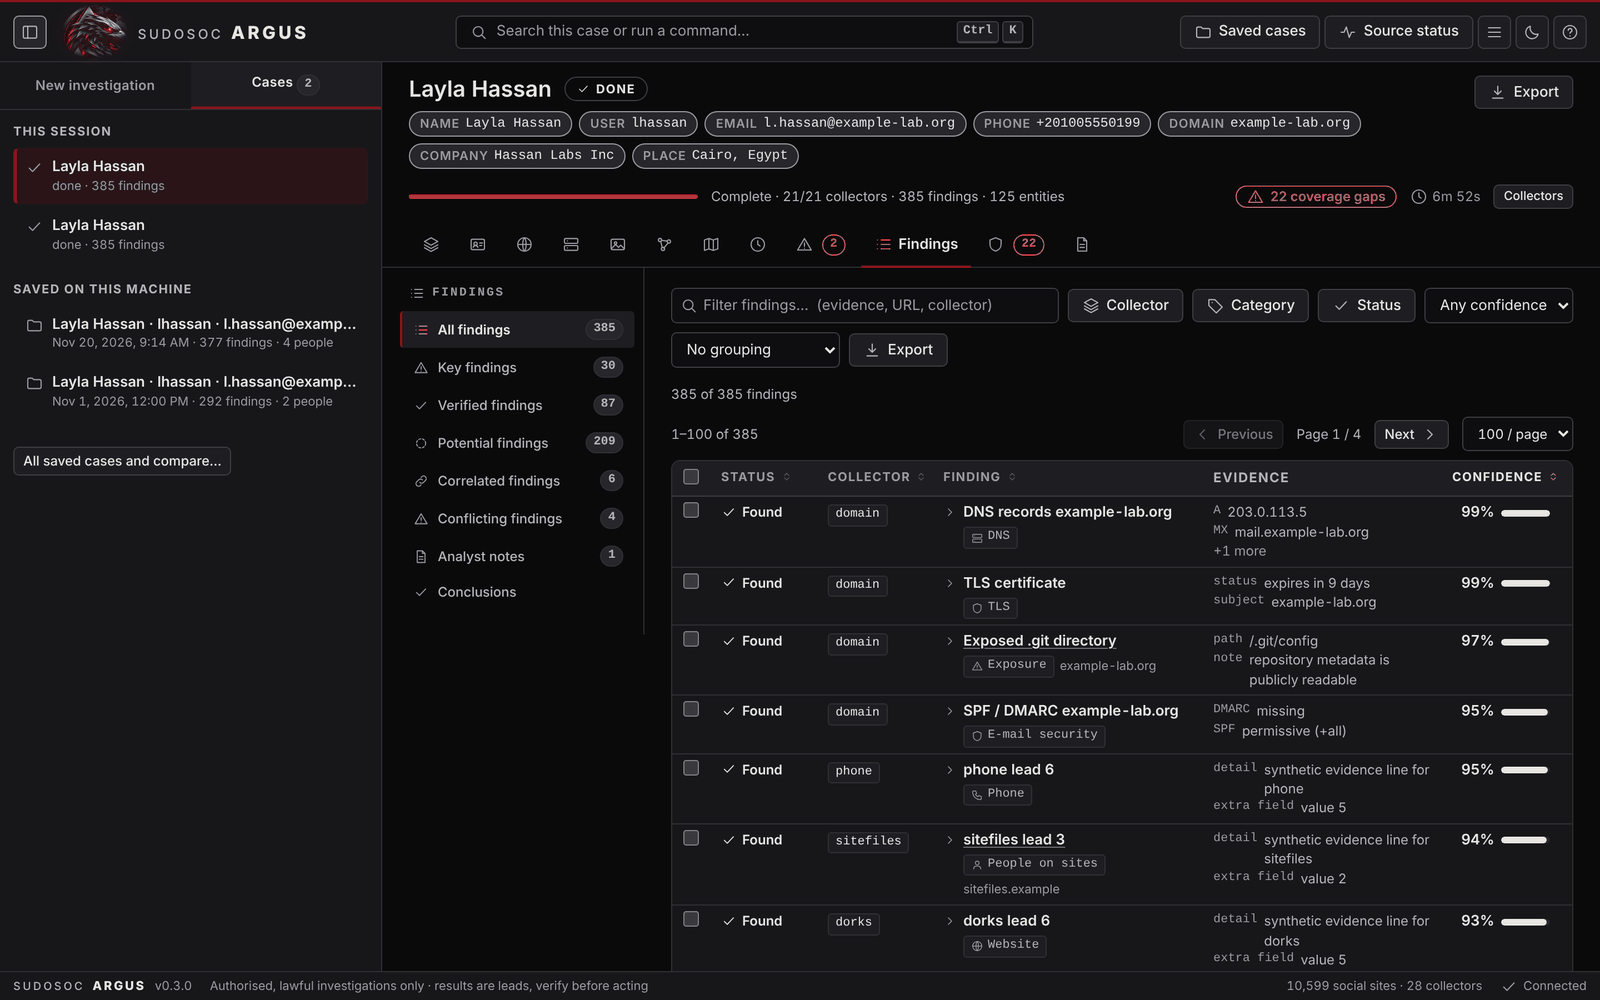 SUDOSOC ARGUS
Search this case or run a command...
Ctrl K
Saved cases
Source status
New investigation
Cases 2
THIS SESSION
Layla Hassan
done · 385 findings
Layla Hassan
done · 385 findings
SAVED ON THIS MACHINE
Layla Hassan · lhassan · l.hassan@examp...
Nov 20, 2026, 9:14 AM · 377 findings · 4 people
Layla Hassan · lhassan · l.hassan@examp...
Nov 1, 2026, 12:00 PM · 292 findings · 2 people
All saved cases and compare...
Layla Hassan
DONE
Export
NAME Layla Hassan
USER lhassan
EMAIL l.hassan@example-lab.org
PHONE +201005550199
DOMAIN example-lab.org
COMPANY Hassan Labs Inc
PLACE Cairo, Egypt
Complete · 21/21 collectors · 385 findings · 125 entities
22 coverage gaps
6m 52s
Collectors
2
Findings
22
FINDINGS
All findings 385
Key findings 30
Verified findings 87
Potential findings 209
Correlated findings 6
Conflicting findings 4
Analyst notes 1
Conclusions
Filter findings... (evidence, URL, collector)
Collector
Category
Status
Any confidence
No grouping
Export
385 of 385 findings
1–100 of 385
Previous
Page 1 / 4
Next
100 / page
STATUS COLLECTOR FINDING EVIDENCE CONFIDENCE
Found domain DNS records example-lab.org A 203.0.113.5 99%
DNS MX mail.example-lab.org
+1 more
Found domain TLS certificate status expires in 9 days 99%
TLS subject example-lab.org
Found domain Exposed .git directory path /.git/config 97%
Exposure example-lab.org note repository metadata is
publicly readable
Found domain SPF / DMARC example-lab.org DMARC missing 95%
E-mail security SPF permissive (+all)
Found phone phone lead 6 detail synthetic evidence line for 95%
Phone phone
extra field value 5
Found sitefiles sitefiles lead 3 detail synthetic evidence line for 94%
People on sites sitefiles
sitefiles.example extra field value 2
Found dorks dorks lead 6 detail synthetic evidence line for 93%
Website dorks
extra field value 5
SUDOSOC ARGUS v0.3.0 Authorised, lawful investigations only · results are leads, verify before acting
10,599 social sites · 28 collectors
Connected